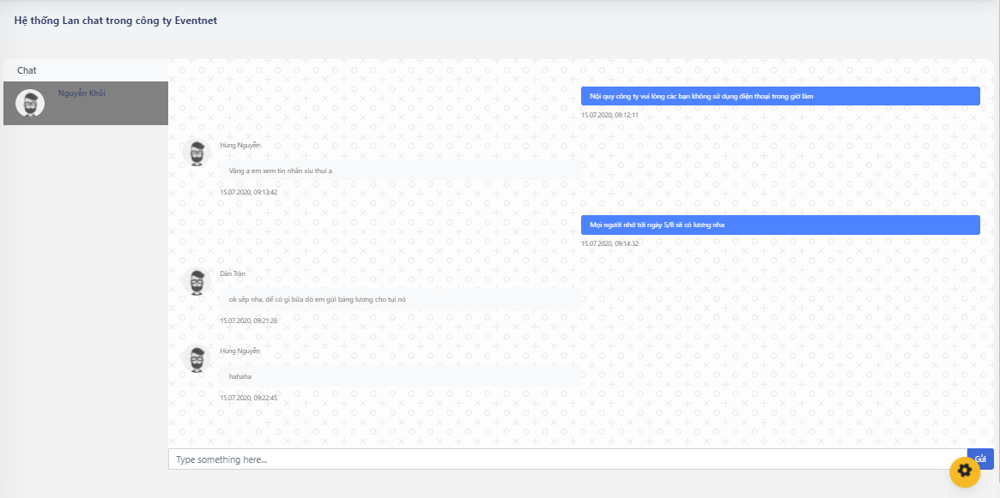 Hệ thống Lan chat trong công ty Eventnet
Chat
Nguyễn Khôi
Nội quy công ty vui lòng các bạn không sử dụng điện thoại trong giờ làm
15.07.2020, 09:12:11
Hùng Nguyễn
Vâng ạ em xem tin nhắn xíu thui ạ
15.07.2020, 09:13:42
Mọi người nhớ tới ngày 5/8 sẽ có lương nha
15.07.2020, 09:14:32
Dân Trần
ok sếp nha, để có gì bữa đó em gửi bảng lương cho tụi nó
15.07.2020, 09:21:26
Hùng Nguyễn
hahaha
15.07.2020, 09:22:45
Type something here...
Gửi